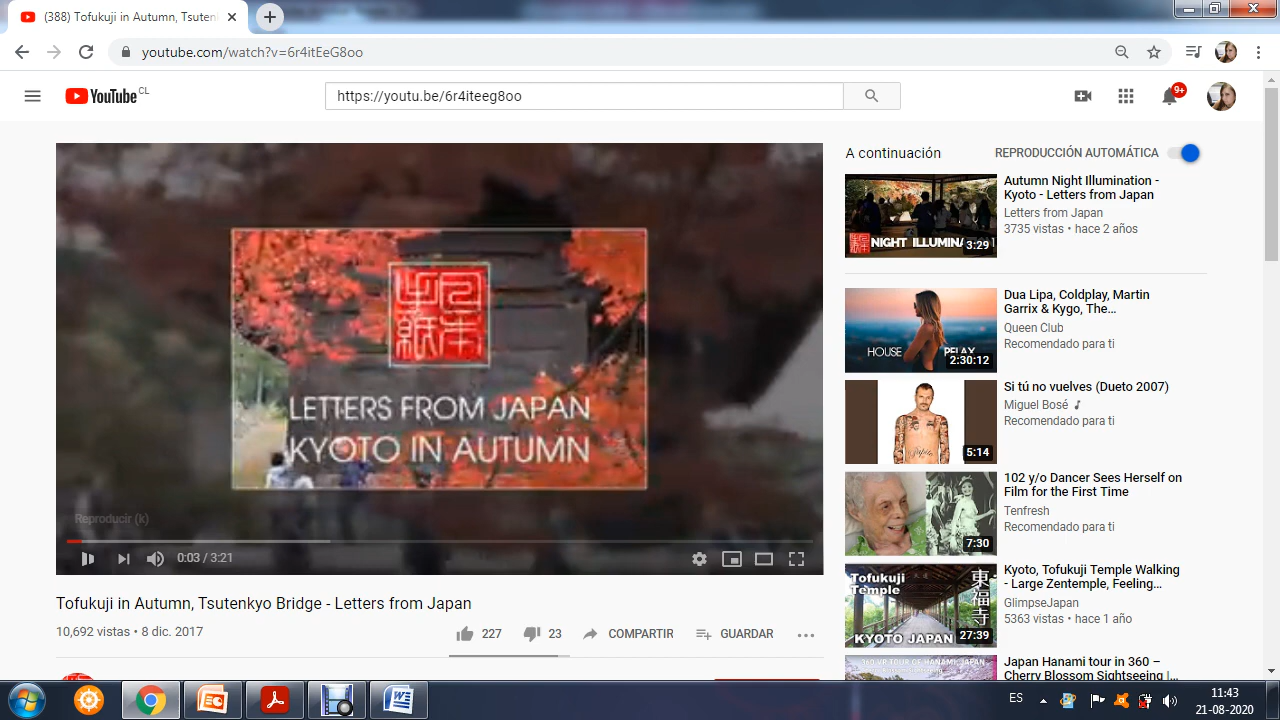 (388) Tofukuji in Autumn, Tsuten
youtube.com/watch?v=6r4itEeG8oo
YouTube CL
https://youtu.be/6r4iteeg8oo
9+
LETTERS FROM JAPAN
KYOTO IN AUTUMN
Reproducir (k)
0:03 / 3:21
Tofukuji in Autumn, Tsutenkyo Bridge - Letters from Japan
10,692 vistas • 8 dic. 2017
227
23
COMPARTIR
GUARDAR
A continuación
REPRODUCCIÓN AUTOMÁTICA
NIGHT ILLUMINA
3:29
Autumn Night Illumination -
Kyoto - Letters from Japan
Letters from Japan
3735 vistas • hace 2 años
HOUSE RELAX
2:30:12
Dua Lipa, Coldplay, Martin
Garrix & Kygo, The...
Queen Club
Recomendado para ti
5:14
Si tú no vuelves (Dueto 2007)
Miguel Bosé
Recomendado para ti
7:30
102 y/o Dancer Sees Herself on
Film for the First Time
Tenfresh
Recomendado para ti
Tofukuji
Temple
東福寺
KYOTO JAPAN
27:39
Kyoto, Tofukuji Temple Walking
- Large Zentemple, Feeling...
GlimpseJapan
5363 vistas • hace 1 año
360 VR TOUR OF HANAMI, JAPAN
Japan Hanami tour in 360 –
Cherry Blossom Sightseeing |...
ES
11:43
21-08-2020